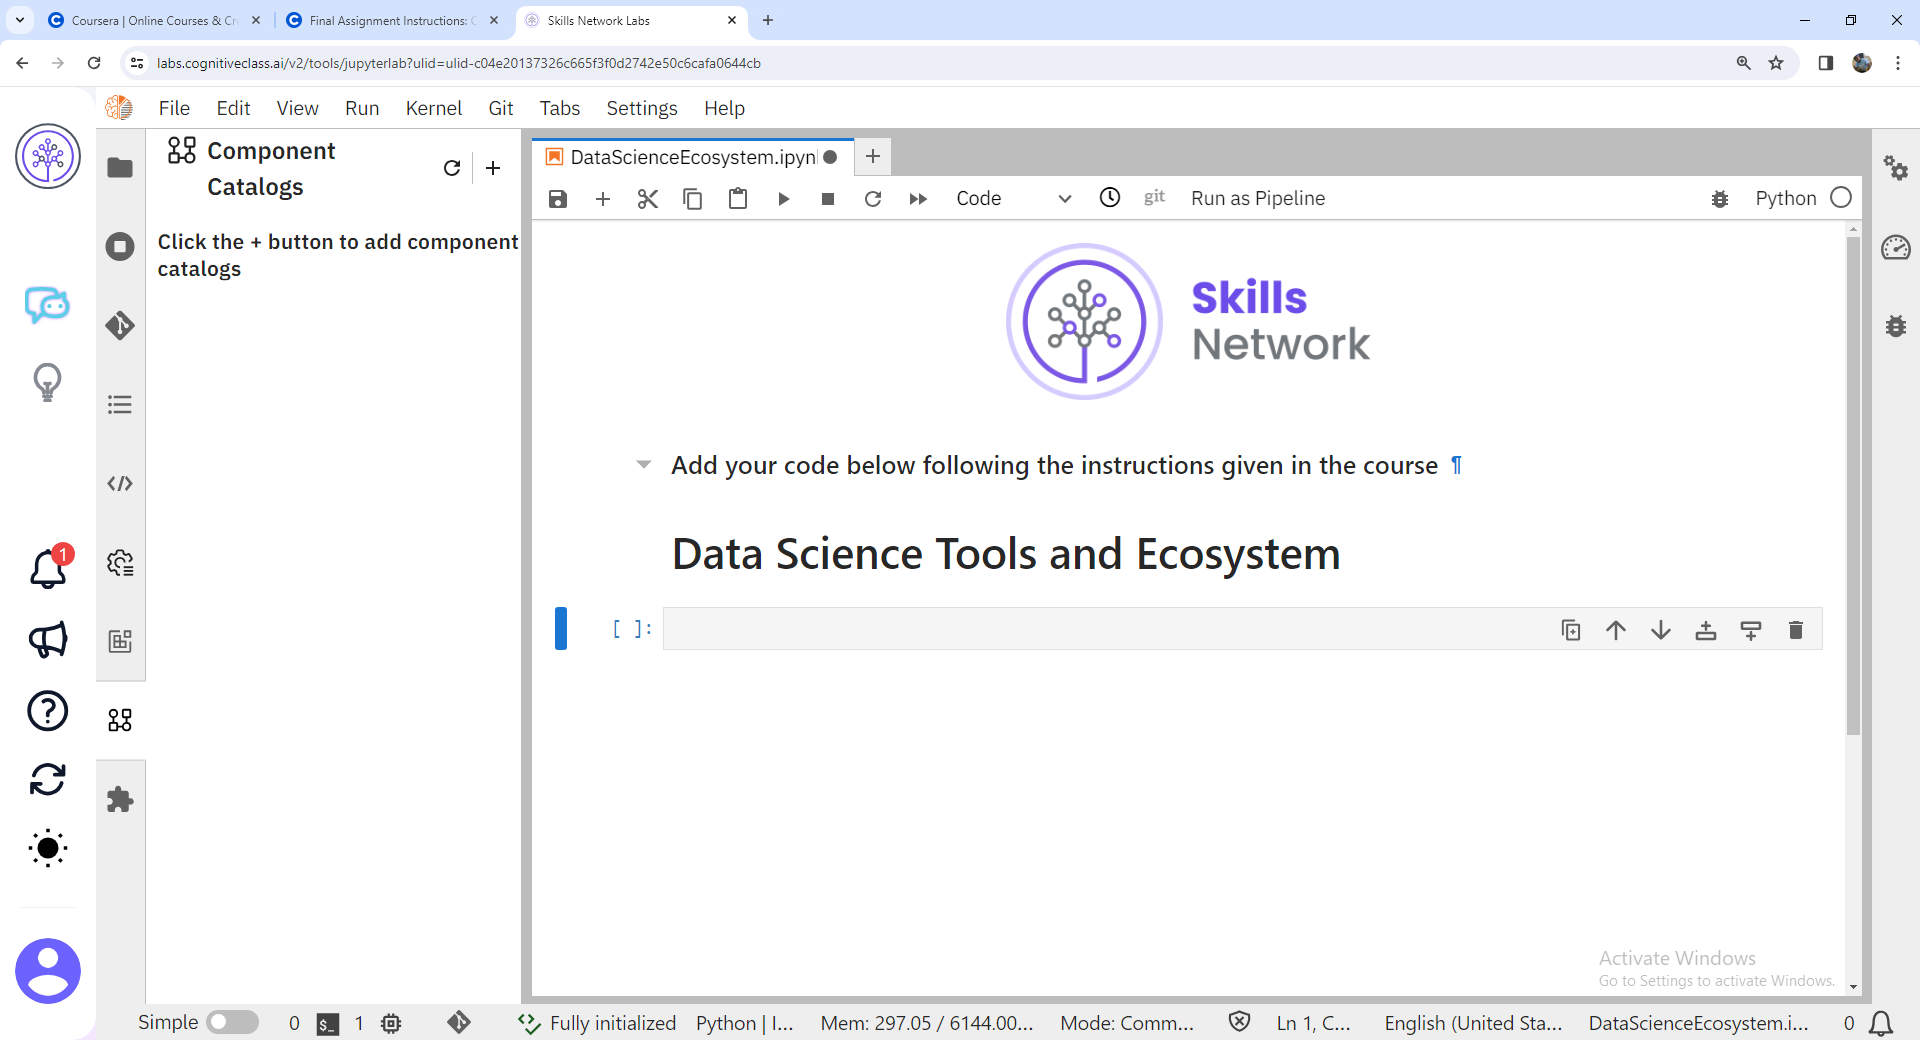 Coursera | Online Courses & Cr
Final Assignment Instructions: C
Skills Network Labs
labs.cognitiveclass.ai/v2/tools/jupyterlab?ulid=ulid-c04e20137326c665f3f0d2742e50c6cafa0644cb
File Edit View Run Kernel Git Tabs Settings Help
Component
Catalogs
Click the + button to add component
catalogs
DataScienceEcosystem.ipyn
Code
git
Run as Pipeline
Python
Skills
Network
Add your code below following the instructions given in the course ¶
Data Science Tools and Ecosystem
[ ]:
1
Activate Windows
Go to Settings to activate Windows.
Simple 0 $_ 1 Fully initialized Python | I... Mem: 297.05 / 6144.00... Mode: Comm... Ln 1, C... English (United Sta... DataScienceEcosystem.i... 0